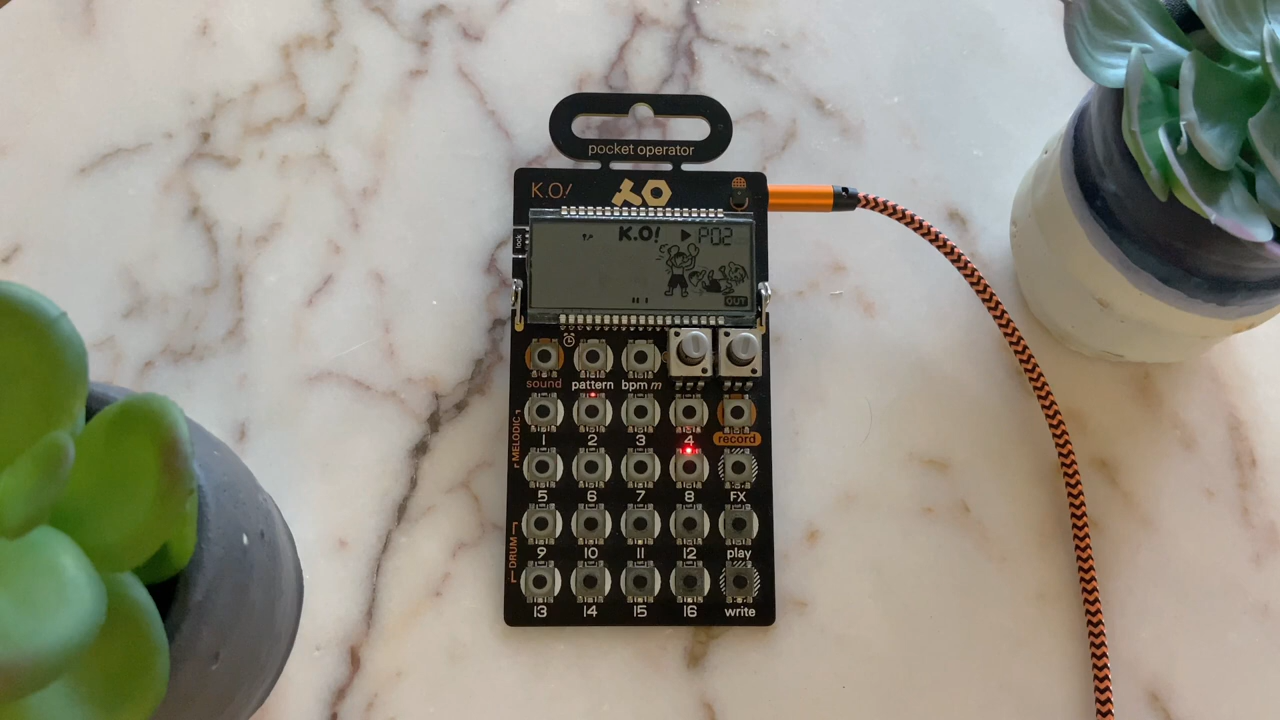 pocket operator
K.O!
lock
K.O! P02
OUT
sound pattern bpm m
1 2 3 4 record
MELODIC
5 6 7 8 FX
9 10 11 12 play
DRUM
13 14 15 16 write